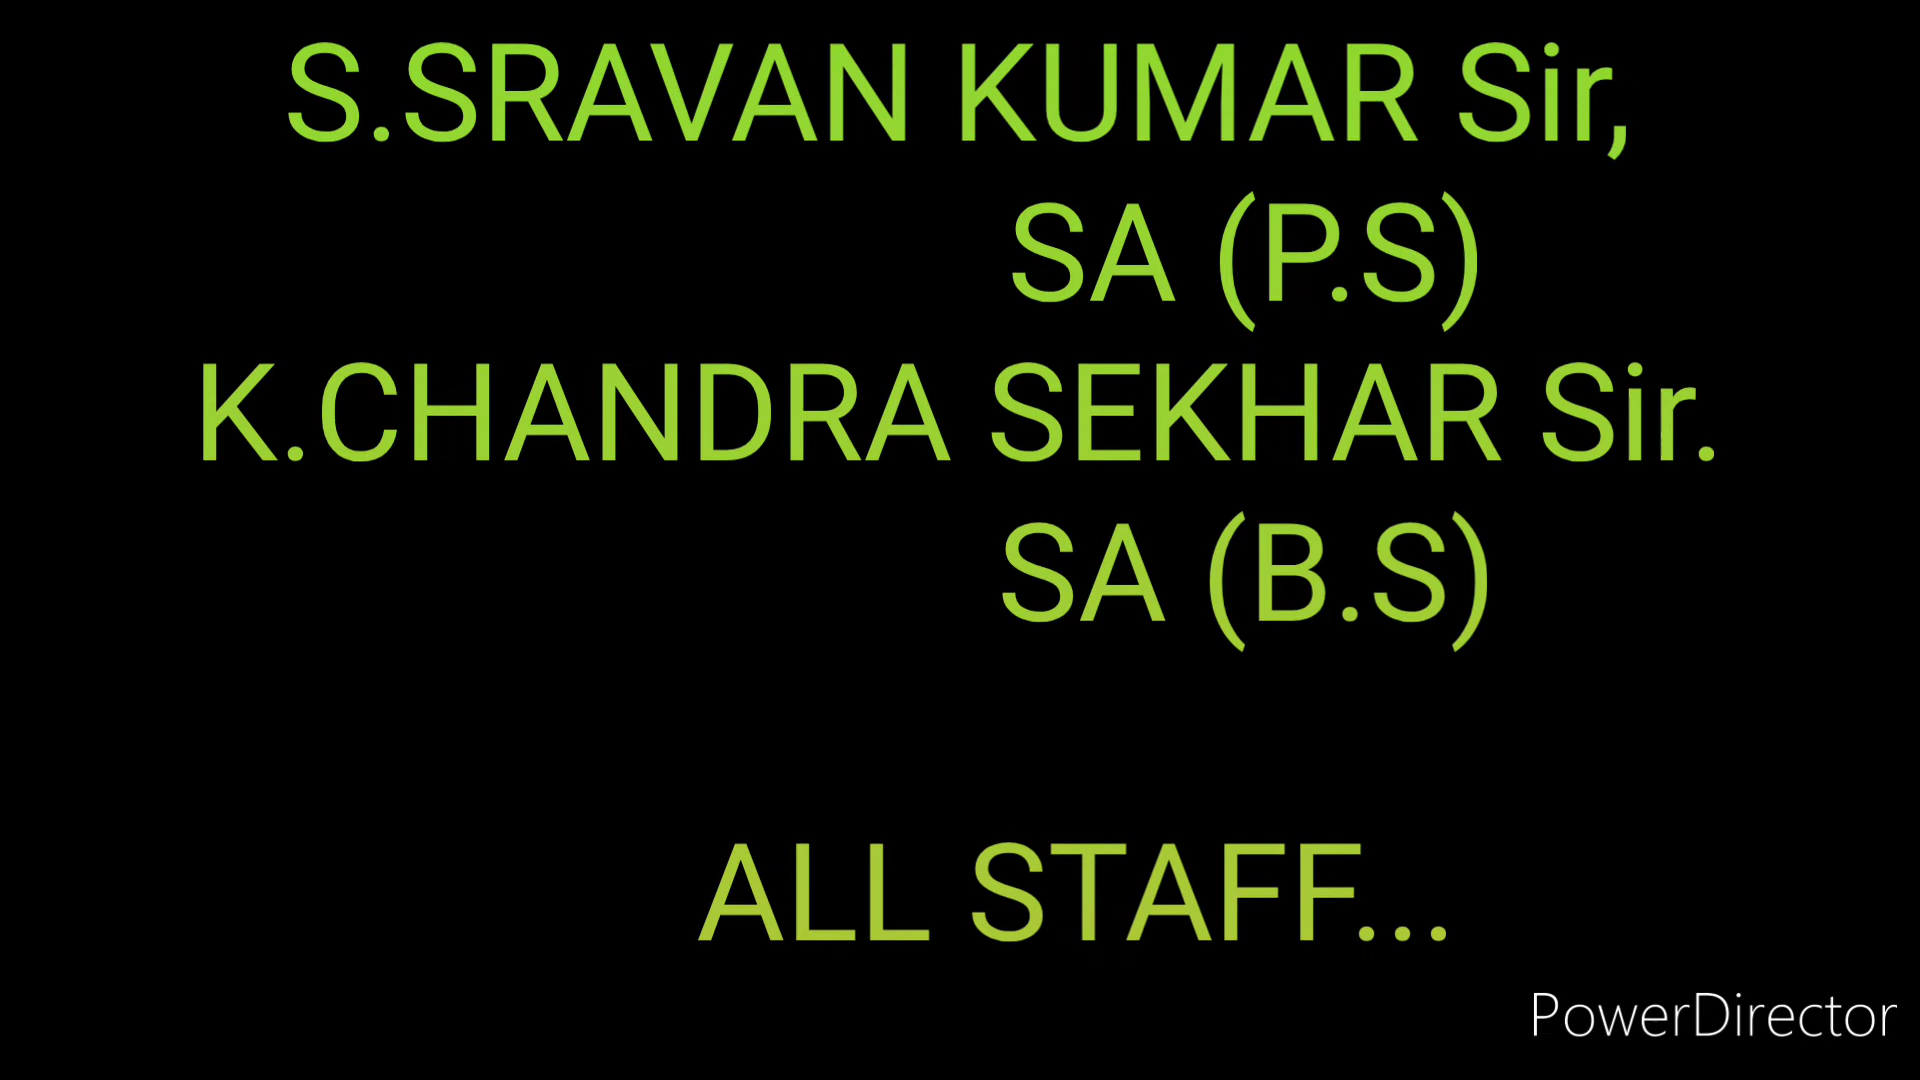 S.SRAVAN KUMAR Sir,
SA (P.S)
K.CHANDRA SEKHAR Sir.
SA (B.S)
ALL STAFF...
PowerDirector